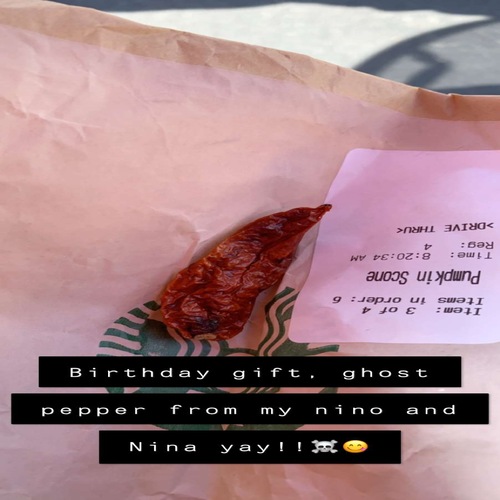 >DRIVE THRU<
Reg: 4
Time: 8:20:34 AM
Pumpkin Scone
Items in order: 6
Item: 3 of 4
Birthday gift, ghost
pepper from my nino and
Nina yay!!☠️😋